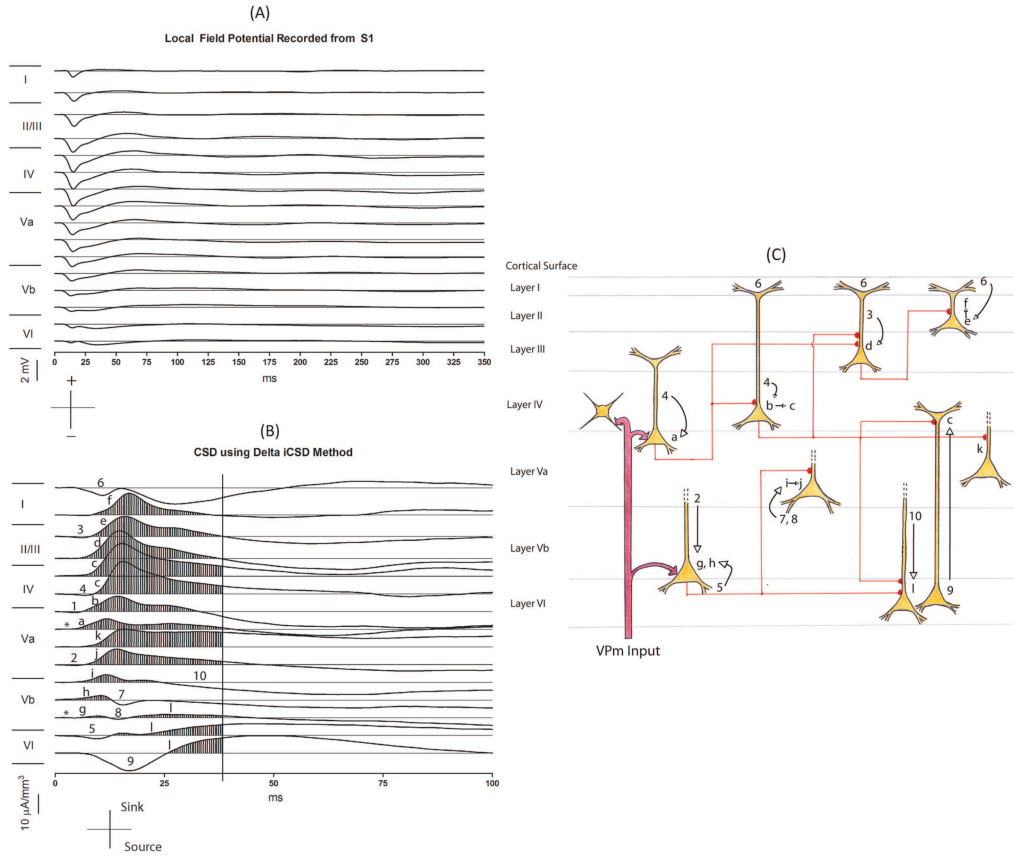 (A)
Local Field Potential Recorded from S1
I
II/III
IV
Va
Vb
VI
0 25 50 75 100 125 150 175 200 225 250 275 300 325 350
ms
2 mV
+
–
(B)
CSD using Delta iCSD Method
I
II/III
IV
Va
Vb
VI
6
f
e
3
d
c
c
4
b
1
* a
k
j
2
i
10
h
7
* g
8
l
5
l
l
9
0 25 50 75 100
ms
10 µA/mm³
Sink
Source
(C)
Cortical Surface
Layer I
Layer II
Layer III
Layer IV
Layer Va
Layer Vb
Layer VI
6
6
6
3
f
e
d
4
4
b c
a
c
k
i j
7, 8
2
10
g, h
5
l
9
VPm Input